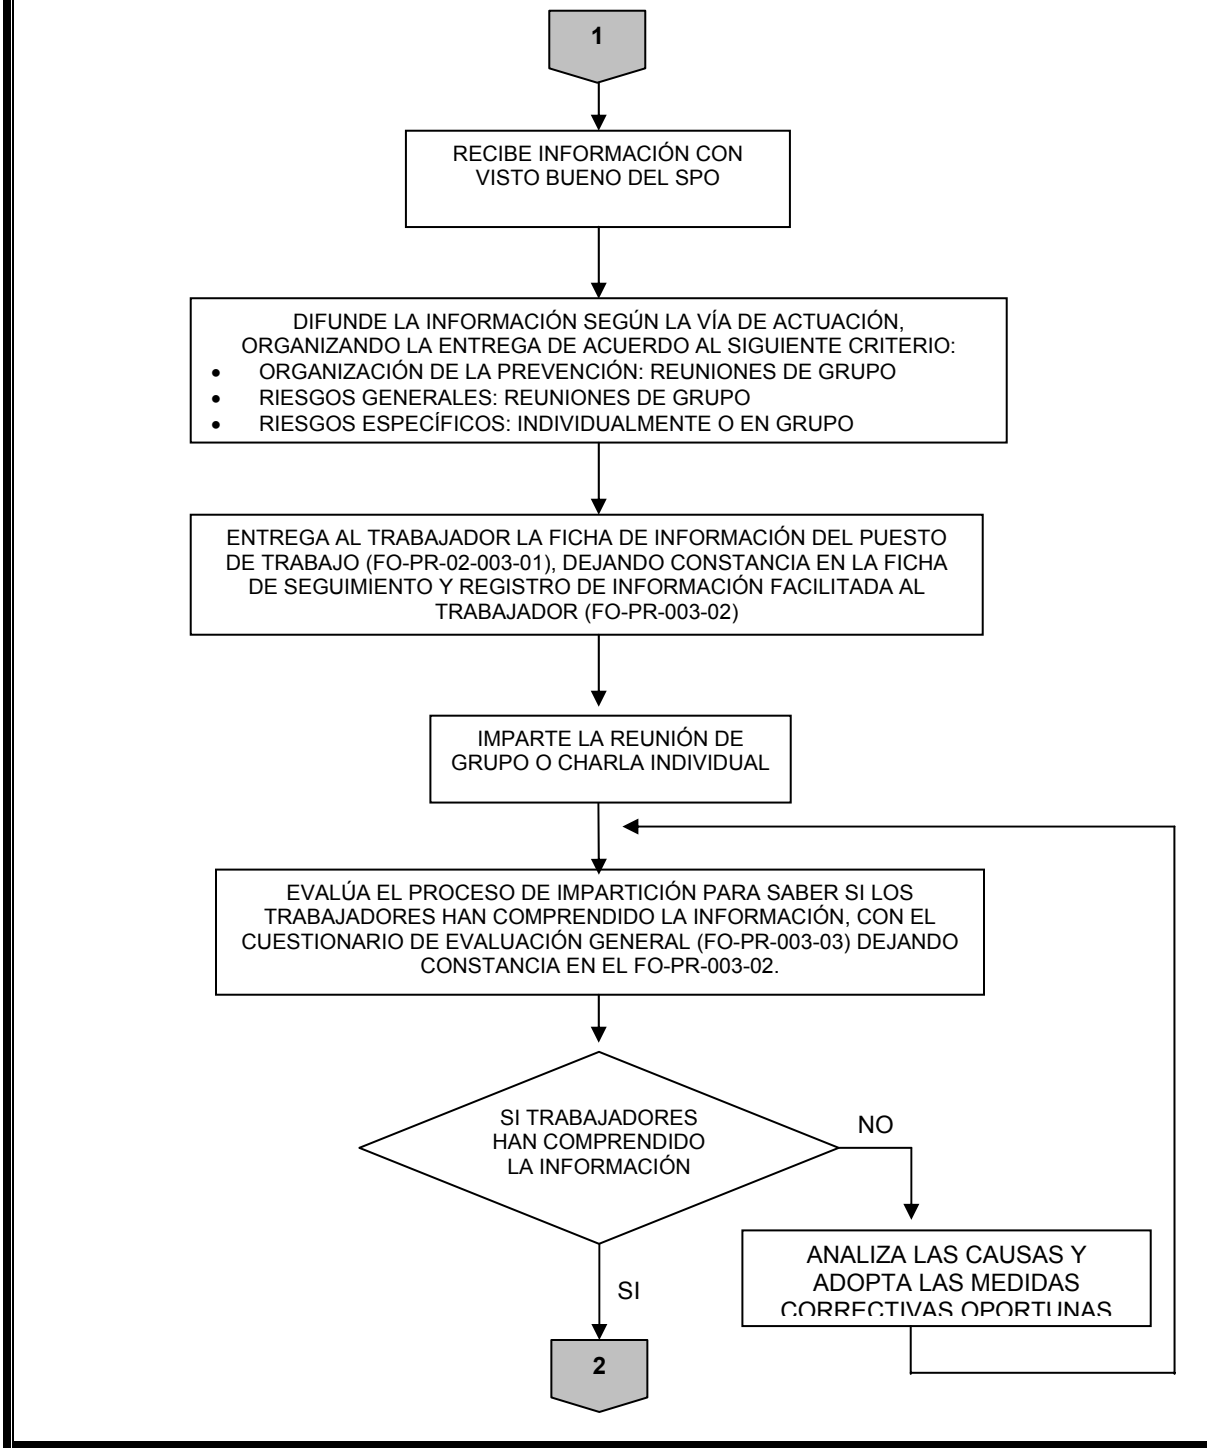 1
RECIBE INFORMACIÓN CON
VISTO BUENO DEL SPO
DIFUNDE LA INFORMACIÓN SEGÚN LA VÍA DE ACTUACIÓN,
ORGANIZANDO LA ENTREGA DE ACUERDO AL SIGUIENTE CRITERIO:
• ORGANIZACIÓN DE LA PREVENCIÓN: REUNIONES DE GRUPO
• RIESGOS GENERALES: REUNIONES DE GRUPO
• RIESGOS ESPECÍFICOS: INDIVIDUALMENTE O EN GRUPO
ENTREGA AL TRABAJADOR LA FICHA DE INFORMACIÓN DEL PUESTO
DE TRABAJO (FO-PR-02-003-01), DEJANDO CONSTANCIA EN LA FICHA
DE SEGUIMIENTO Y REGISTRO DE INFORMACIÓN FACILITADA AL
TRABAJADOR (FO-PR-003-02)
IMPARTE LA REUNIÓN DE
GRUPO O CHARLA INDIVIDUAL
EVALÚA EL PROCESO DE IMPARTICIÓN PARA SABER SI LOS
TRABAJADORES HAN COMPRENDIDO LA INFORMACIÓN, CON EL
CUESTIONARIO DE EVALUACIÓN GENERAL (FO-PR-003-03) DEJANDO
CONSTANCIA EN EL FO-PR-003-02.
SI TRABAJADORES
HAN COMPRENDIDO
LA INFORMACIÓN
NO
ANALIZA LAS CAUSAS Y
ADOPTA LAS MEDIDAS
CORRECTIVAS OPORTUNAS
SI
2